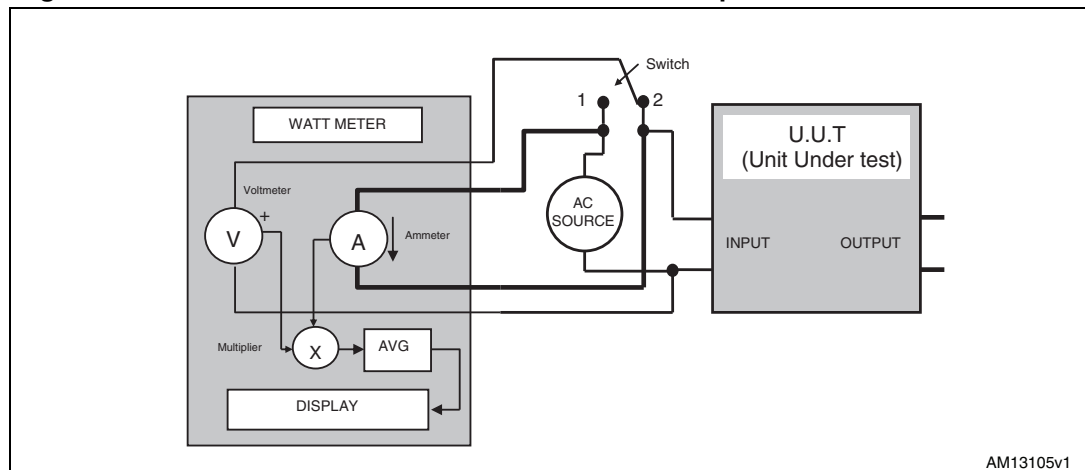 Switch
1
2
WATT METER
U.U.T
(Unit Under test)
Voltmeter
+
V
A
Ammeter
AC
SOURCE
INPUT
OUTPUT
Multiplier
X
AVG
DISPLAY
AM13105v1